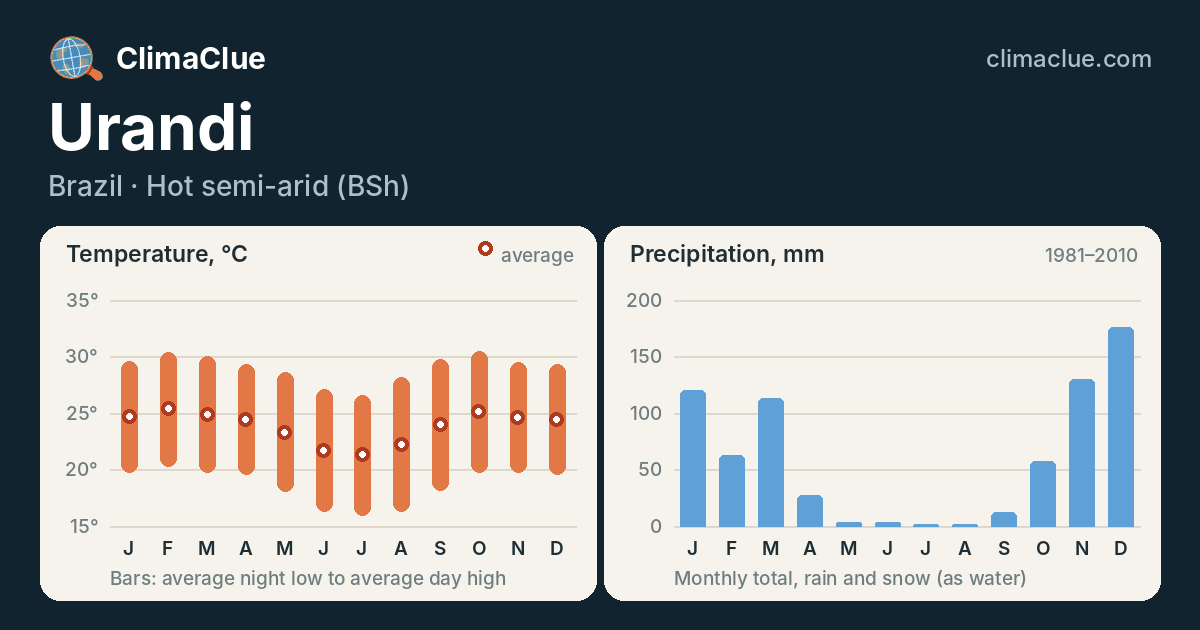 ClimaClue
climaclue.com
Urandi
Brazil · Hot semi-arid (BSh)
Temperature, °C
average
35°
30°
25°
20°
15°
J F M A M J J A S O N D
Bars: average night low to average day high
Precipitation, mm
1981–2010
200
150
100
50
0
J F M A M J J A S O N D
Monthly total, rain and snow (as water)